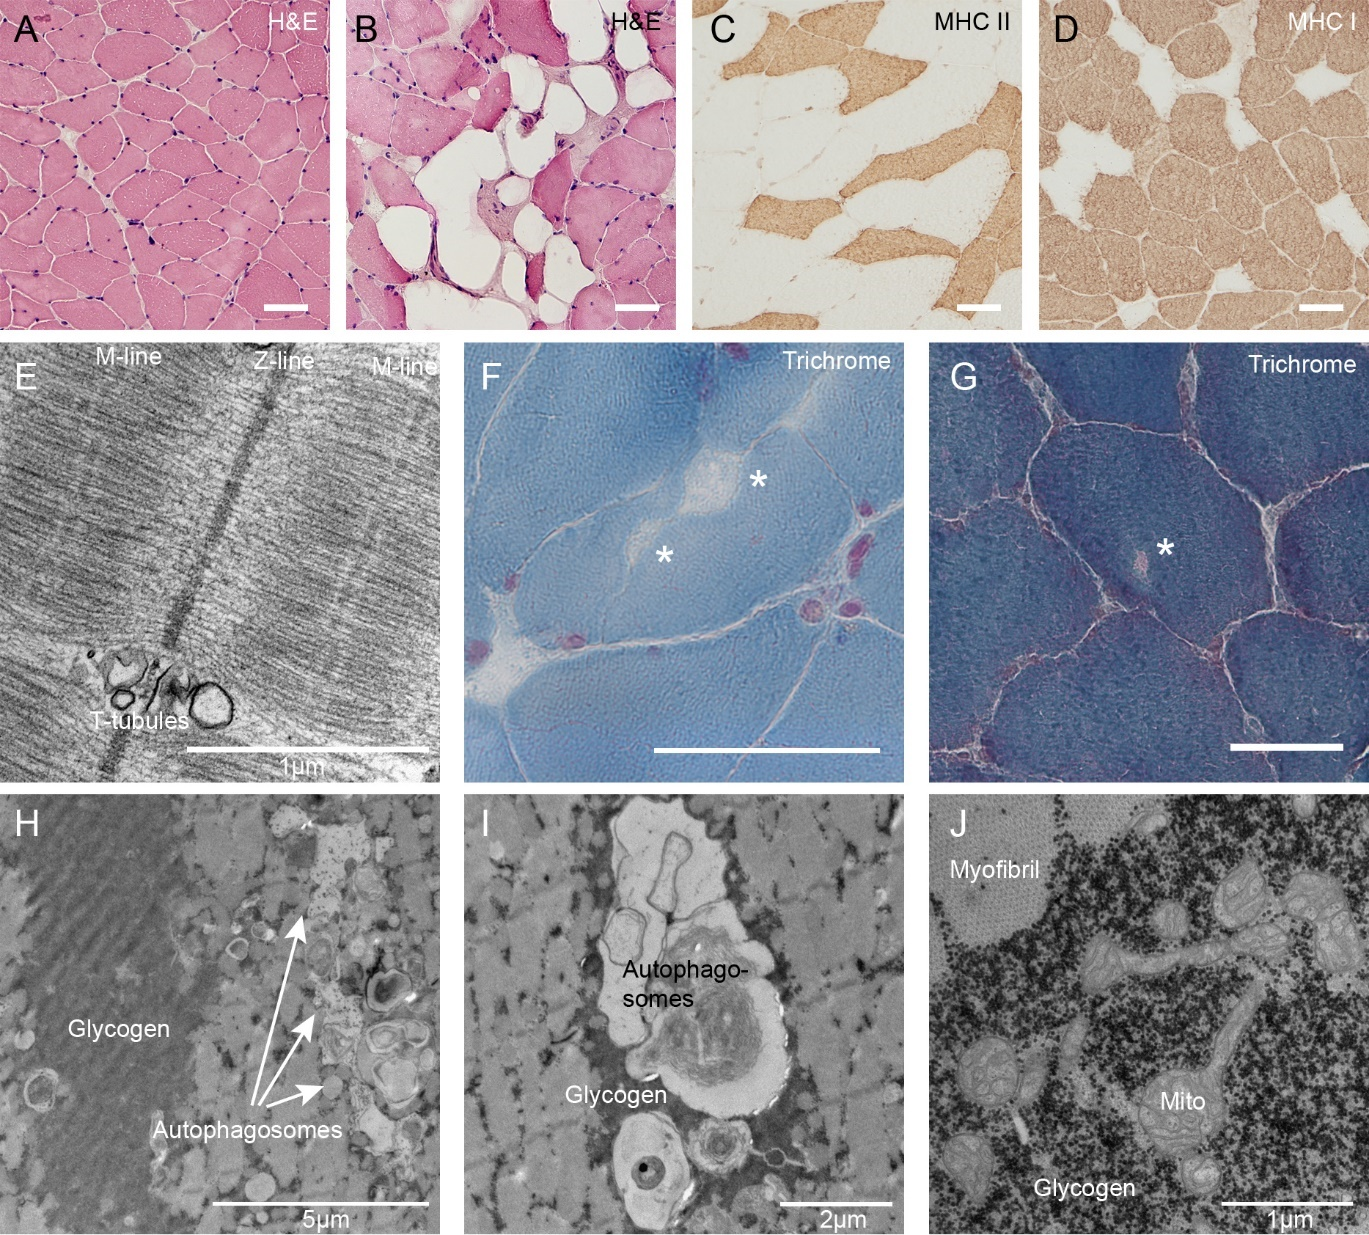 A
H&E
B
H&E
C
MHC II
D
MHC I
E
M-line
Z-line
M-line
T-tubules
1µm
F
Trichrome
*
*
G
Trichrome
*
H
Glycogen
Autophagosomes
5µm
I
Autophago-
somes
Glycogen
2µm
J
Myofibril
Mito
Glycogen
1µm